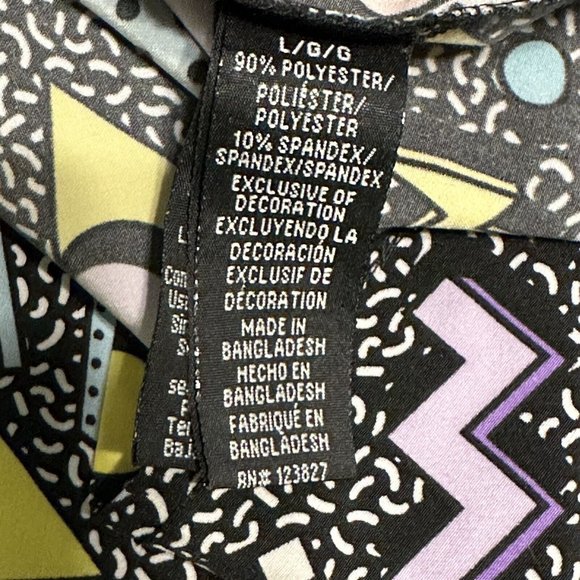 L/G/G
90% POLYESTER/
POLIÉSTER/
POLYESTER
10% SPANDEX/
SPANDEX/SPANDEX
EXCLUSIVE OF
DECORATION
EXCLUYENDO LA
DECORACIÓN
EXCLUSIF DE
DÉCORATION
MADE IN
BANGLADESH
HECHO EN
BANGLADESH
FABRIQUÉ EN
BANGLADESH
RN# 123827